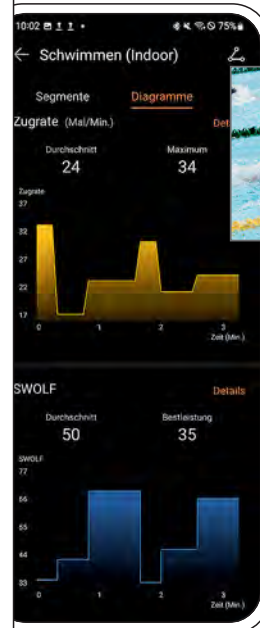 10:02 75%
Schwimmen (Indoor)
Segmente Diagramme
Zugrate (Mal/Min.)
Durchschnitt Maximum
24 34
Zugrate
37
32
27
22
17
0 1 2 3
Zeit (Min.)
SWOLF Details
Durchschnitt Bestleistung
50 35
SWOLF
77
66
55
44
33
0 1 2 3
Zeit (Min.)